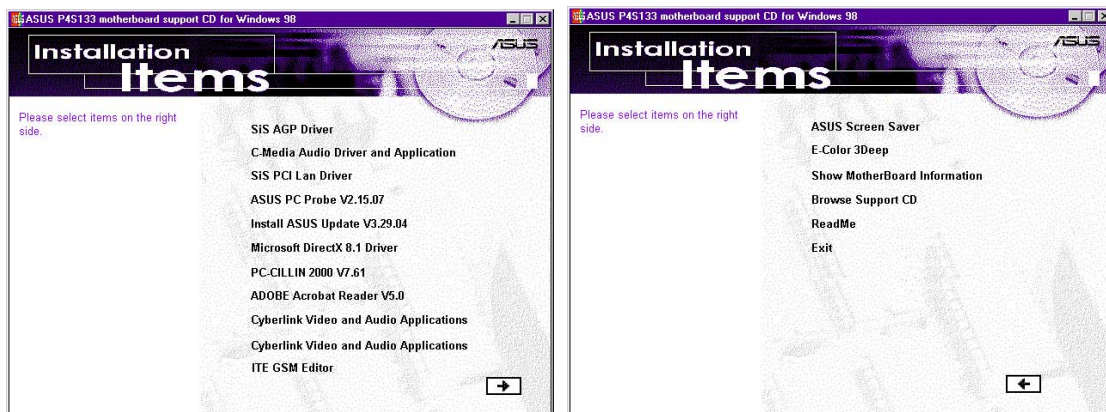 ASUS P4S133 motherboard support CD for Windows 98
Installation
Items
ASUS
Please select items on the right
side.
SiS AGP Driver
C-Media Audio Driver and Application
SiS PCI Lan Driver
ASUS PC Probe V2.15.07
Install ASUS Update V3.29.04
Microsoft DirectX 8.1 Driver
PC-CILLIN 2000 V7.61
ADOBE Acrobat Reader V5.0
Cyberlink Video and Audio Applications
Cyberlink Video and Audio Applications
ITE GSM Editor
ASUS P4S133 motherboard support CD for Windows 98
Installation
Items
ASUS
Please select items on the right
side.
ASUS Screen Saver
E-Color 3Deep
Show MotherBoard Information
Browse Support CD
ReadMe
Exit